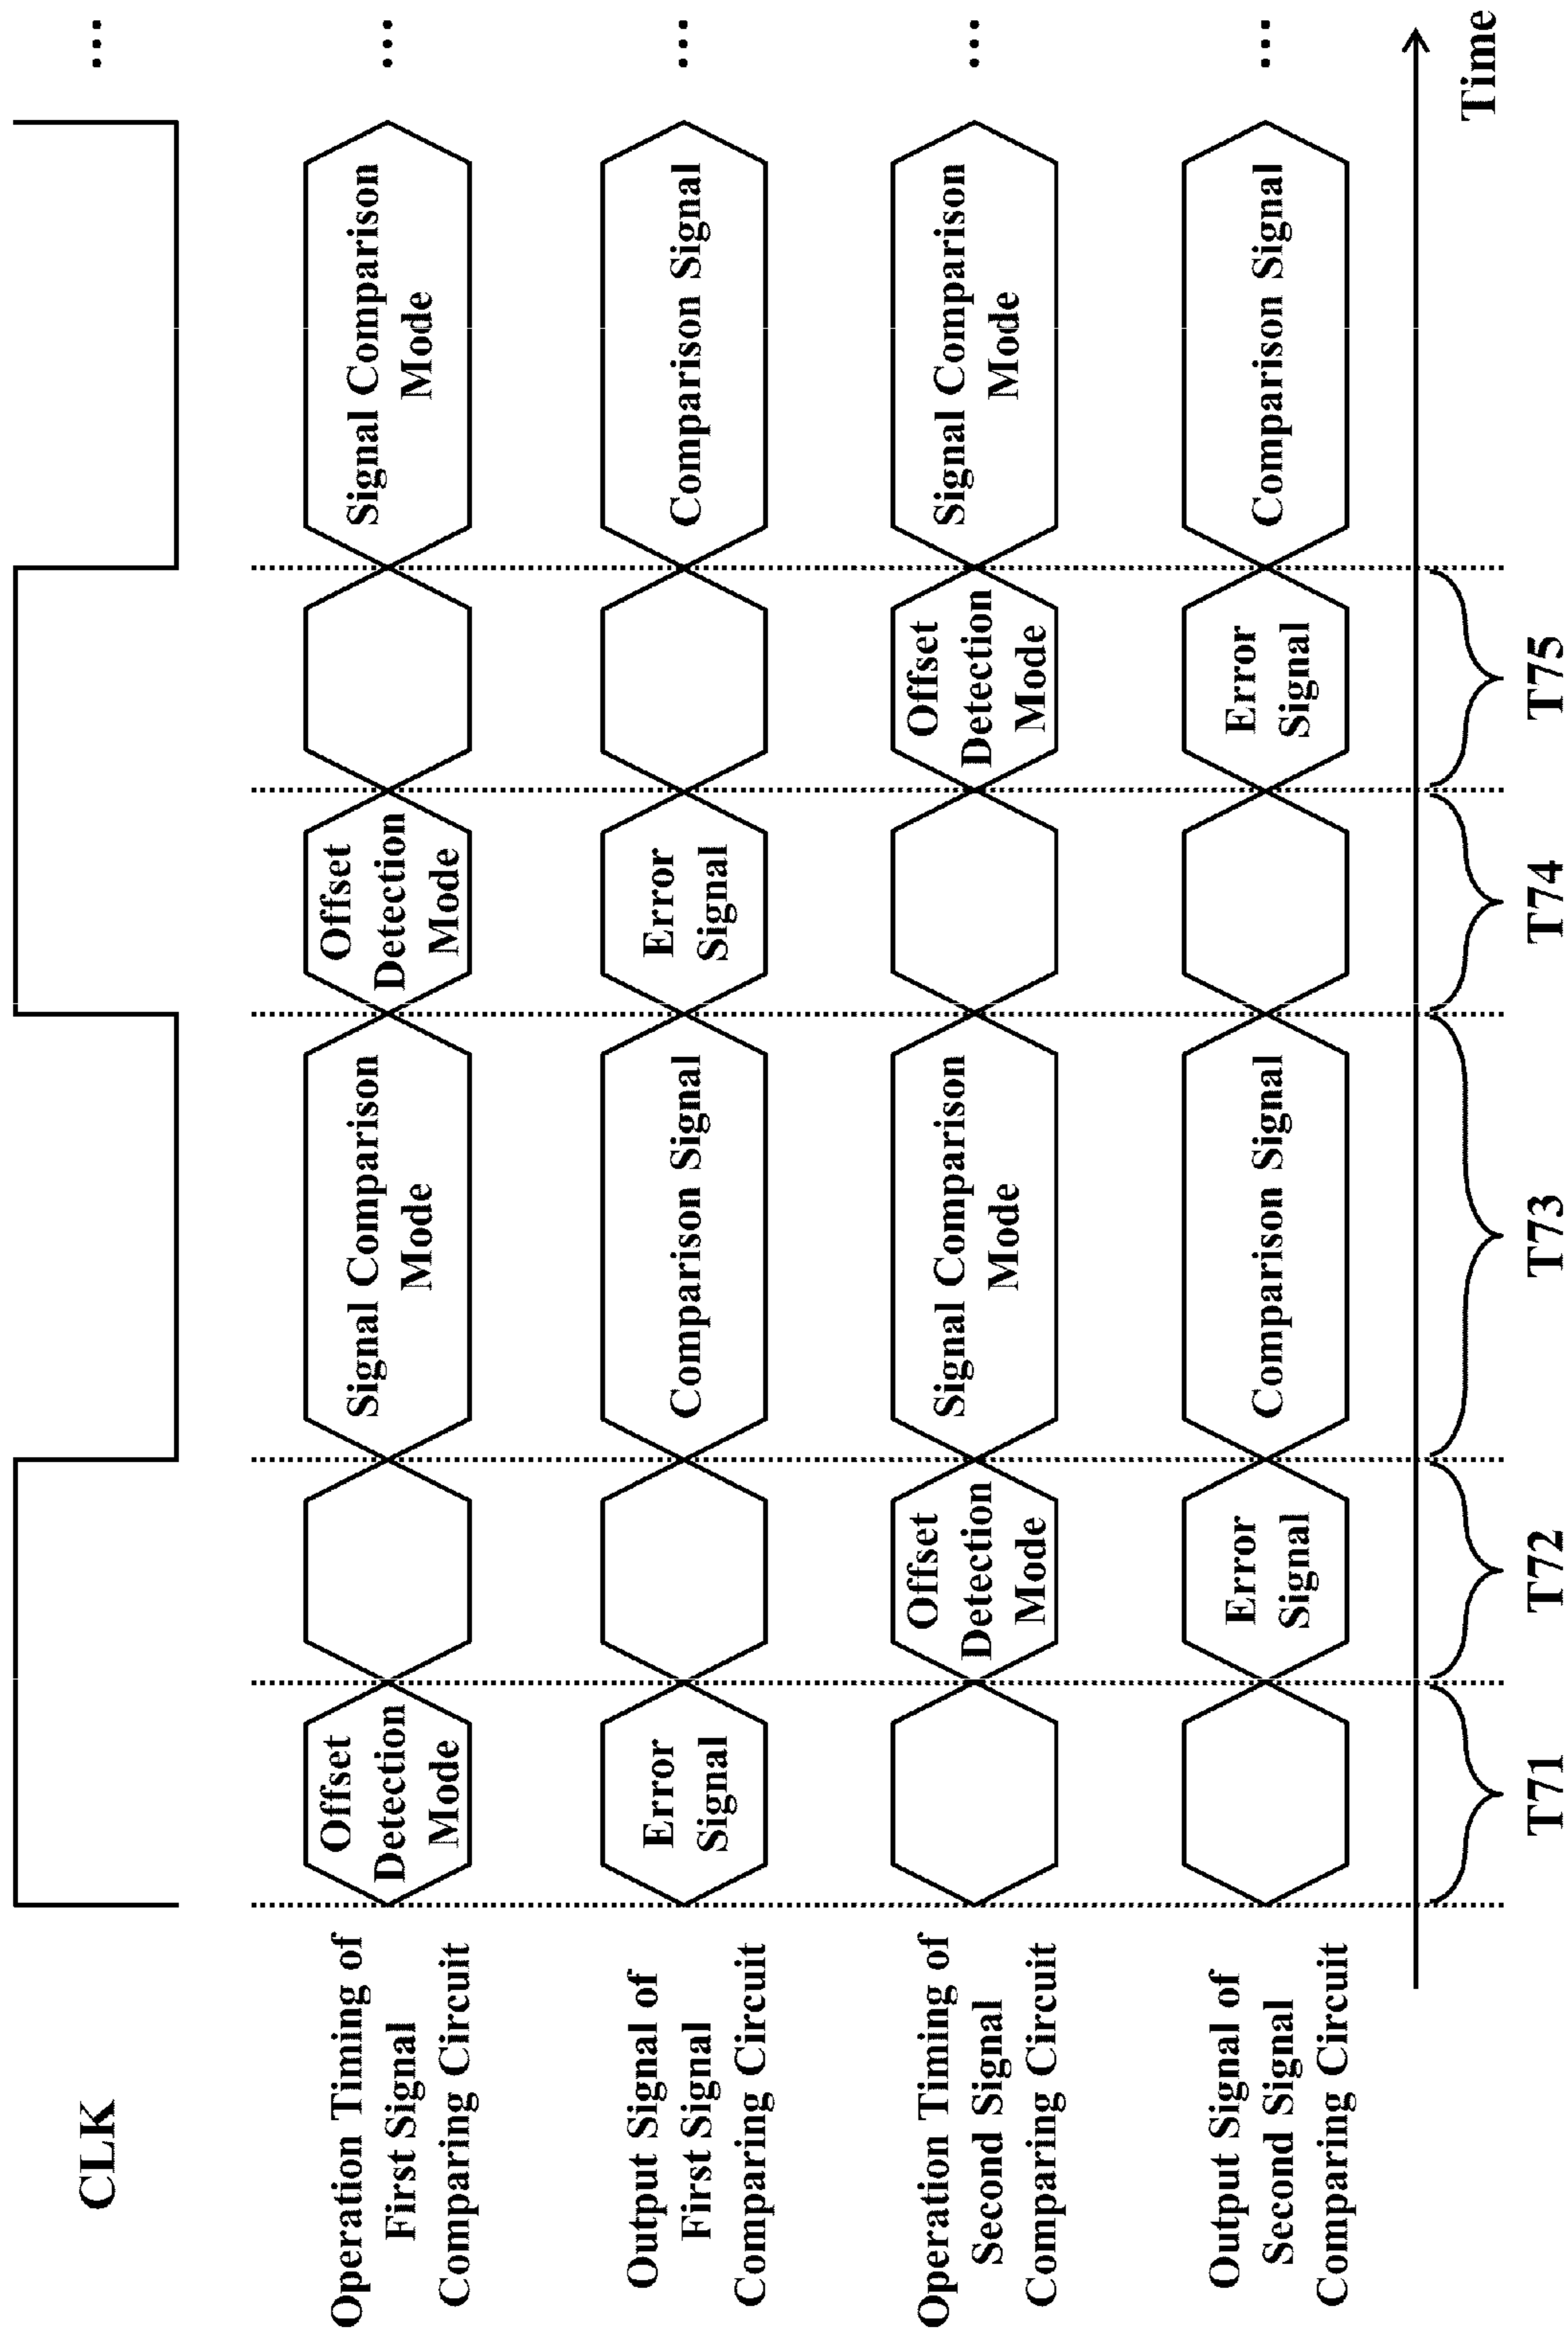 CLK
...
Operation Timing of
First Signal
Comparing Circuit
Offset
Detection
Mode
Signal Comparison
Mode
Offset
Detection
Mode
Signal Comparison
Mode
...
Output Signal of
First Signal
Comparing Circuit
Error
Signal
Comparison Signal
Error
Signal
Comparison Signal
...
Operation Timing of
Second Signal
Comparing Circuit
Offset
Detection
Mode
Signal Comparison
Mode
Offset
Detection
Mode
Signal Comparison
Mode
...
Output Signal of
Second Signal
Comparing Circuit
Error
Signal
Comparison Signal
Error
Signal
Comparison Signal
...
Time
T71
T72
T73
T74
T75